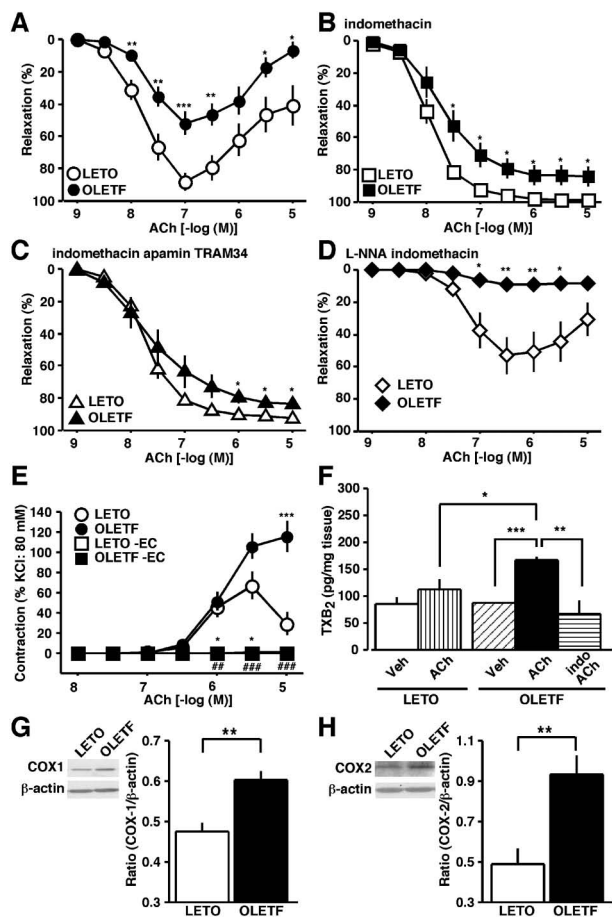 A
Relaxation (%)
0
20
40
60
80
100
** ** *** ** * *
LETO
OLETF
9 8 7 6 5
ACh [-log (M)]
B
indomethacin
Relaxation (%)
0
20
40
60
80
100
* * * * * *
LETO
OLETF
9 8 7 6 5
ACh [-log (M)]
C
indomethacin apamin TRAM34
Relaxation (%)
0
20
40
60
80
100
* * *
LETO
OLETF
9 8 7 6 5
ACh [-log (M)]
D
L-NNA indomethacin
Relaxation (%)
0
20
40
60
80
100
* ** ** *
LETO
OLETF
9 8 7 6 5
ACh [-log (M)]
E
Contraction (% KCl: 80 mM)
140
120
100
80
60
40
20
0
LETO
OLETF
LETO -EC
OLETF -EC
***
* *
## ### ###
8 7 6 5
ACh [-log (M)]
F
TXB2 (pg/mg tissue)
300
250
200
150
100
50
0
*
*** **
Veh ACh Veh ACh indo ACh
LETO OLETF
G
LETO OLETF
COX1
β-actin
Ratio (COX-1/β-actin)
0.7
0.6
0.5
0.4
0.3
**
LETO OLETF
H
LETO OLETF
COX2
β-actin
Ratio (COX-2/β-actin)
1.1
0.9
0.7
0.5
0.3
**
LETO OLETF